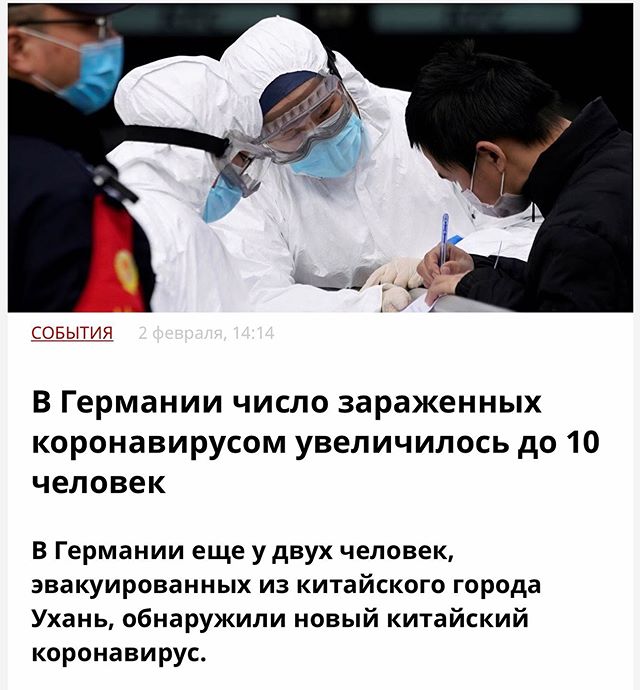 СОБЫТИЯ 2 февраля, 14:14
В Германии число зараженных
коронавирусом увеличилось до 10
человек
В Германии еще у двух человек,
эвакуированных из китайского города
Ухань, обнаружили новый китайский
коронавирус.